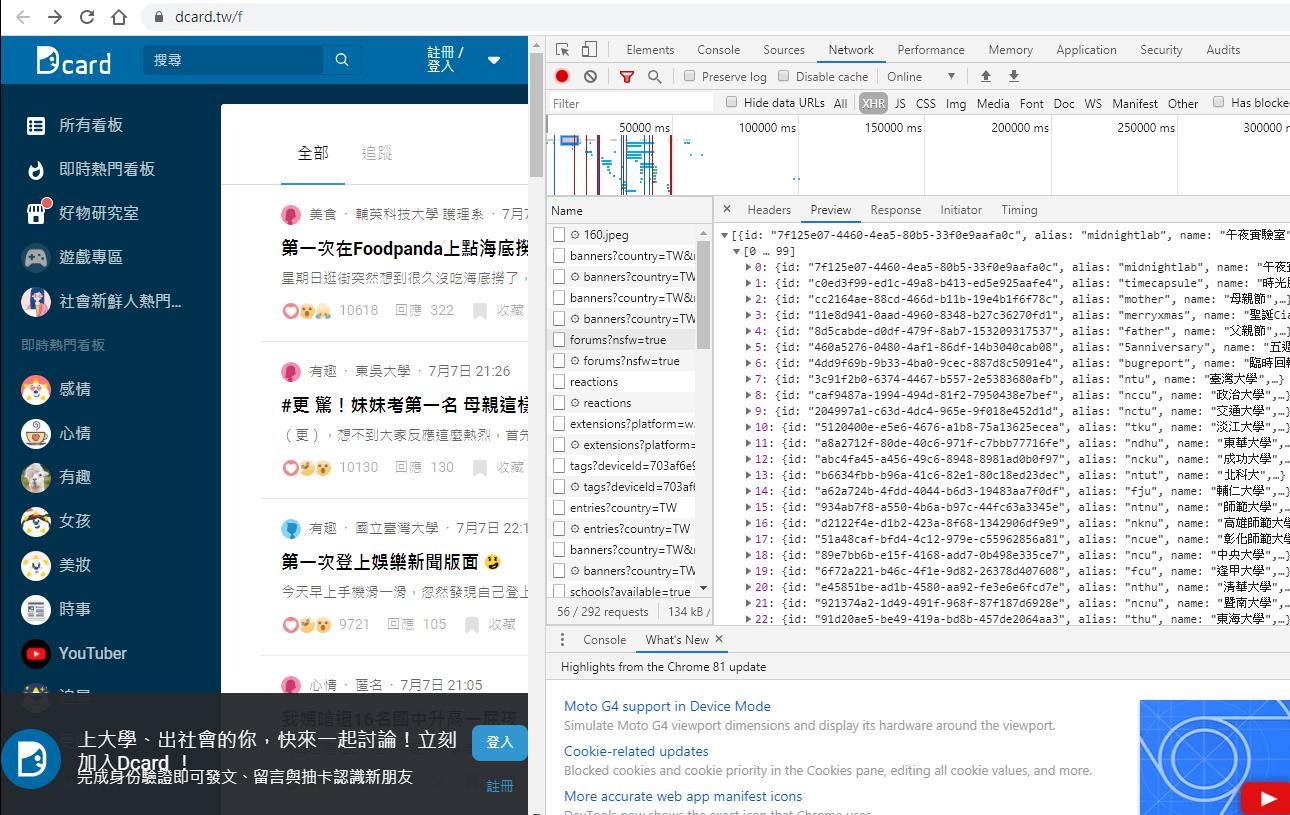 dcard.tw/f
Dcard
搜尋
註冊 /
登入
所有看板
即時熱門看板
好物研究室
遊戲專區
社會新鮮人熱門...
即時熱門看板
感情
心情
有趣
女孩
美妝
時事
YouTuber
追星
全部
追蹤
美食 · 輔英科技大學 護理系 · 7月7
第一次在Foodpanda上點海底撈
星期日逛街突然想到很久沒吃海底撈了，
10618 回應 322 收藏
有趣 · 東吳大學 · 7月7日 21:26
#更 驚！妹妹考第一名 母親這樣
（更），想不到大家反應這麼熱烈，首先
10130 回應 130 收藏
有趣 · 國立臺灣大學 · 7月7日 22:1
第一次登上娛樂新聞版面
今天早上手機滑一滑，忽然發現自己登上
9721 回應 105 收藏
心情 · 匿名 · 7月7日 21:05
我媽嗆過16名國中升高一屁孩
上大學、出社會的你，快來一起討論！立刻
加入Dcard ！
完成身份驗證即可發文、留言與抽卡認識新朋友
登入
註冊
Elements Console Sources Network Performance Memory Application Security Audits
Preserve log Disable cache Online ▼
Filter Hide data URLs All XHR JS CSS Img Media Font Doc WS Manifest Other Has blocked
50000 ms 100000 ms 150000 ms 200000 ms 250000 ms 300000 m
Name
160.jpeg
banners?country=TW&
banners?country=TW
banners?country=TW&
banners?country=TW
forums?nsfw=true
forums?nsfw=true
reactions
reactions
extensions?platform=w
extensions?platform=
tags?deviceId=703af6e9
tags?deviceId=703af6
entries?country=TW
entries?country=TW
banners?country=TW&
banners?country=TW
schools?available=true
56 / 292 requests 134 kB /
× Headers Preview Response Initiator Timing
[{id: "7f125e07-4460-4ea5-80b5-33f0e9aafa0c", alias: "midnightlab", name: "午夜實驗室"
[0 … 99]
0: {id: "7f125e07-4460-4ea5-80b5-33f0e9aafa0c", alias: "midnightlab", name: "午夜
1: {id: "c0ed3f99-ed1c-49a8-b413-ed5e925aafe4", alias: "timecapsule", name: "時光
2: {id: "cc2164ae-88cd-466d-b11b-19e4b1f6f78c", alias: "mother", name: "母親節",…}
3: {id: "11e8d941-0aad-4960-8348-b27c36270fd1", alias: "merryxmas", name: "聖誕Cia
4: {id: "8d5cabde-d0df-479f-8ab7-153209317537", alias: "father", name: "父親節",…}
5: {id: "460a5276-0480-4af1-86df-14b3040cab08", alias: "5anniversary", name: "五週
6: {id: "4dd9f69b-9b33-4ba0-9cec-887d8c5091e4", alias: "bugreport", name: "臨時回報
7: {id: "3c91f2b0-6374-4467-b557-2e5383680afb", alias: "ntu", name: "臺灣大學",…}
8: {id: "caf9487a-1994-494d-81f2-7950438e7bef", alias: "nccu", name: "政治大學",…
9: {id: "204997a1-c63d-4dc4-965e-9f018e452d1d", alias: "nctu", name: "交通大學",…
10: {id: "5120400e-e5e6-4676-a1b8-75a13625ecea", alias: "tku", name: "淡江大學",…
11: {id: "a8a2712f-80de-40c6-971f-c7bbb77716fe", alias: "ndhu", name: "東華大學",
12: {id: "abc4fa45-a456-49c6-8948-8981ad0b0f97", alias: "ncku", name: "成功大學",
13: {id: "b6634fbb-b96a-41c6-82e1-80c18ed23dec", alias: "ntut", name: "北科大",…}
14: {id: "a62a724b-4fdd-4044-b6d3-19483aa7f0df", alias: "fju", name: "輔仁大學",…}
15: {id: "934ab7f8-a550-4b6a-b97c-44fc63a3345e", alias: "ntnu", name: "師範大學",
16: {id: "d2122f4e-d1b2-423a-8f68-1342906df9e9", alias: "nknu", name: "高雄師範大學
17: {id: "51a48caf-bfd4-4c12-979e-c55962856a81", alias: "ncue", name: "彰化師範大學
18: {id: "89e7bb6b-e15f-4168-add7-0b498e335ce7", alias: "ncu", name: "中央大學",…
19: {id: "6f72a221-b46c-4f1e-9d82-26378d407608", alias: "fcu", name: "逢甲大學",…
20: {id: "e45851be-ad1b-4580-aa92-fe3e6e6fcd7e", alias: "nthu", name: "清華大學",
21: {id: "921374a2-1d49-491f-968f-87f187d6928e", alias: "ncnu", name: "暨南大學",
22: {id: "91d20ae5-be49-419a-bd8b-457de2064aa3", alias: "thu", name: "東海大學",…
Console What's New ×
Highlights from the Chrome 81 update
Moto G4 support in Device Mode
Simulate Moto G4 viewport dimensions and display its hardware around the viewport.
Cookie-related updates
Blocked cookies and cookie priority in the Cookies pane, editing all cookie values, and more.
More accurate web app manifest icons
DevTools now shows the exact icon that Chrome uses.